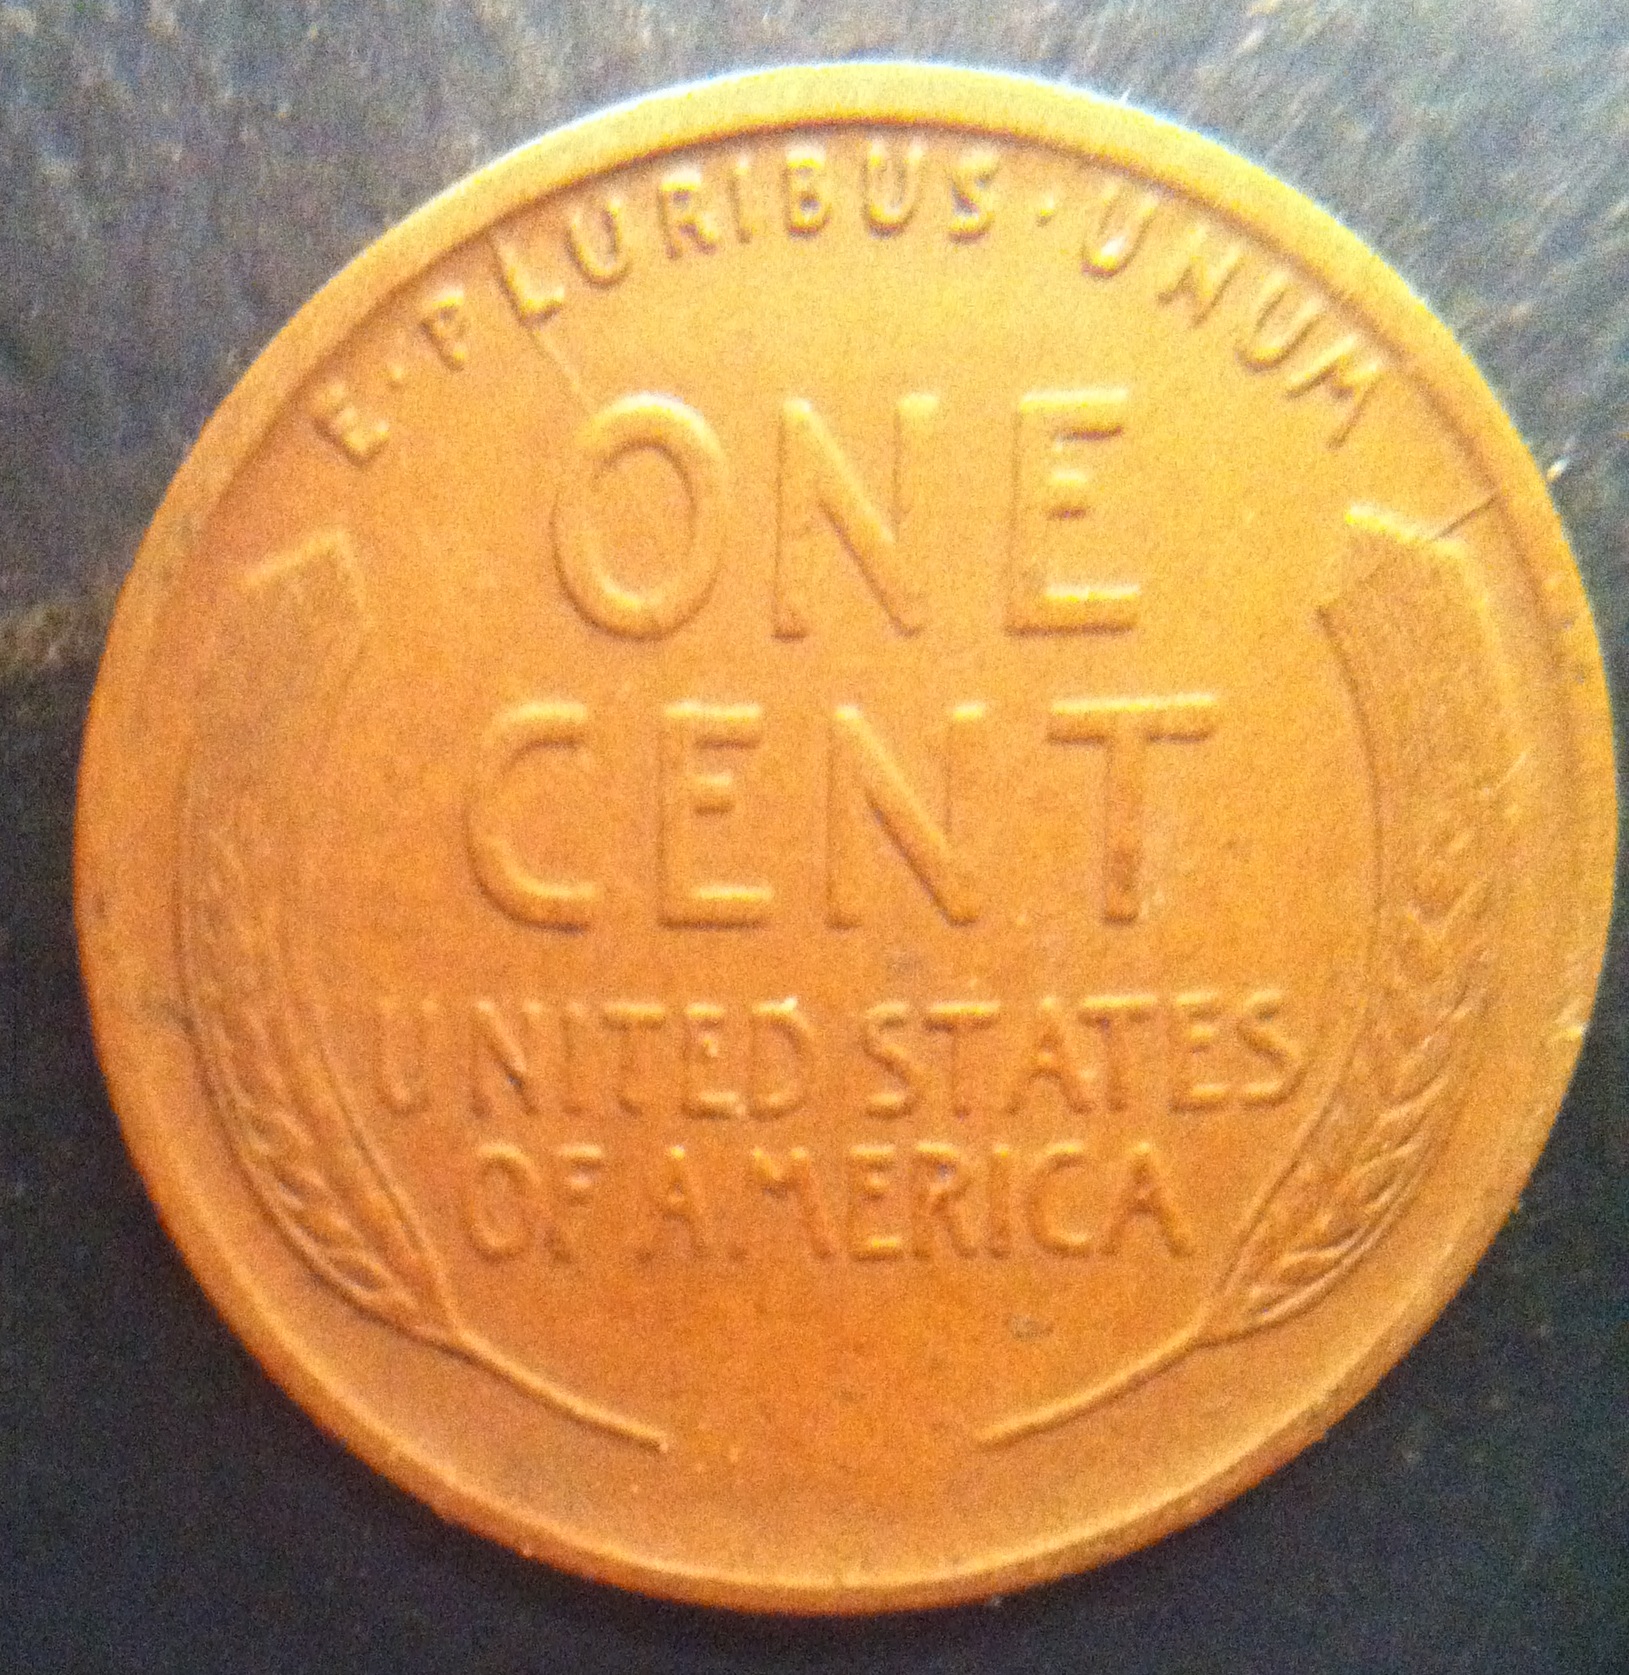 E·PLURIBUS·UNUM
ONE
CENT
UNITED STATES
OF AMERICA